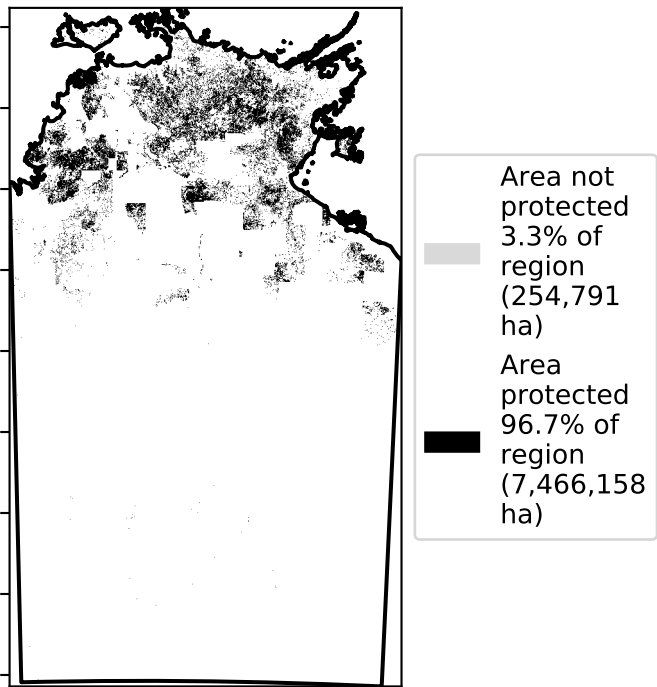 Area not
protected
3.3% of
region
(254,791
ha)
Area
protected
96.7% of
region
(7,466,158
ha)